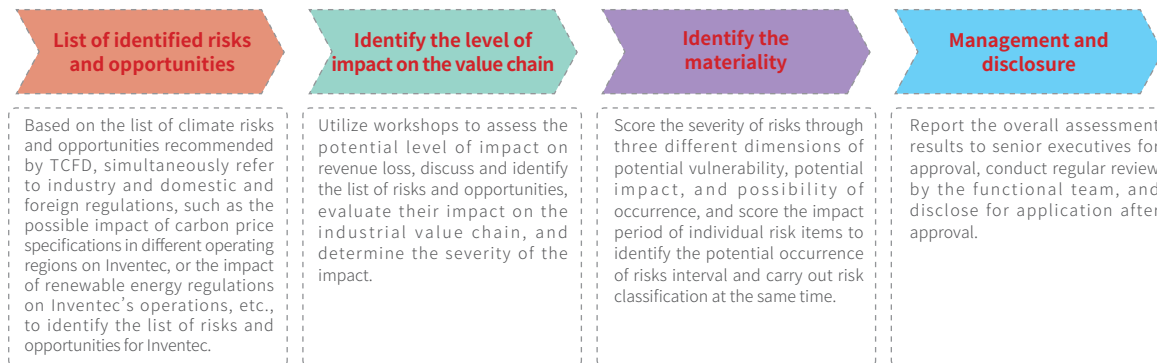 List of identified risks
and opportunities
Based on the list of climate risks
and opportunities recommended
by TCFD, simultaneously refer
to industry and domestic and
foreign regulations, such as the
possible impact of carbon price
specifications in different operating
regions on Inventec, or the impact
of renewable energy regulations
on Inventec's operations, etc.,
to identify the list of risks and
opportunities for Inventec.
Identify the level of
impact on the value chain
Utilize workshops to assess the
potential level of impact on
revenue loss, discuss and identify
the list of risks and opportunities,
evaluate their impact on the
industrial value chain, and
determine the severity of the
impact.
Identify the
materiality
Score the severity of risks through
three different dimensions of
potential vulnerability, potential
impact, and possibility of
occurrence, and score the impact
period of individual risk items to
identify the potential occurrence
of risks interval and carry out risk
classification at the same time.
Management and
disclosure
Report the overall assessment
results to senior executives for
approval, conduct regular review
by the functional team, and
disclose for application after
approval.